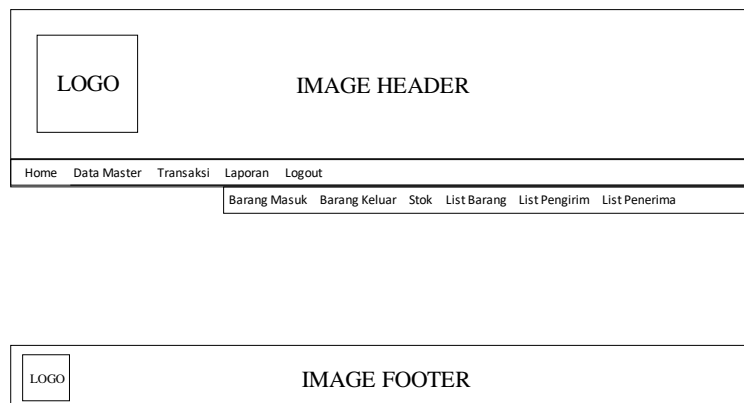 LOGO IMAGE HEADER
Home Data Master Transaksi Laporan Logout
Barang Masuk Barang Keluar Stok List Barang List Pengirim List Penerima
LOGO IMAGE FOOTER